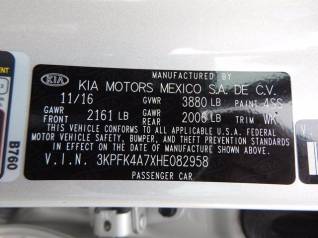 MANUFACTURED BY
KIA KIA MOTORS MEXICO S.A. DE C.V.
11/16 GVWR 3880 LB PAINT 4SS
GAWR FRONT 2161 LB GAWR REAR 2006 LB TRIM WK
THIS VEHICLE CONFORMS TO ALL APPLICABLE U.S. FEDERAL
MOTOR VEHICLE SAFETY, BUMPER, AND THEFT PREVENTION
STANDARDS IN EFFECT ON THE DATE OF MANUFACTURE SHOWN
ABOVE.
V.I.N. 3KPFK4A7XHE082958
PASSENGER CAR
B760